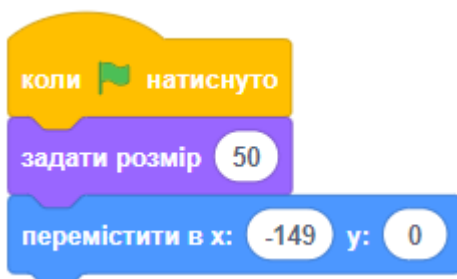 коли натиснуто
задати розмір 50
перемістити в x: -149 y: 0